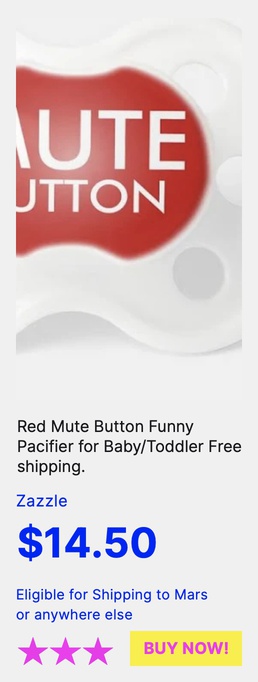 MUTE
UTTON
Red Mute Button Funny
Pacifier for Baby/Toddler Free
shipping.
Zazzle
$14.50
Eligible for Shipping to Mars
or anywhere else
BUY NOW!